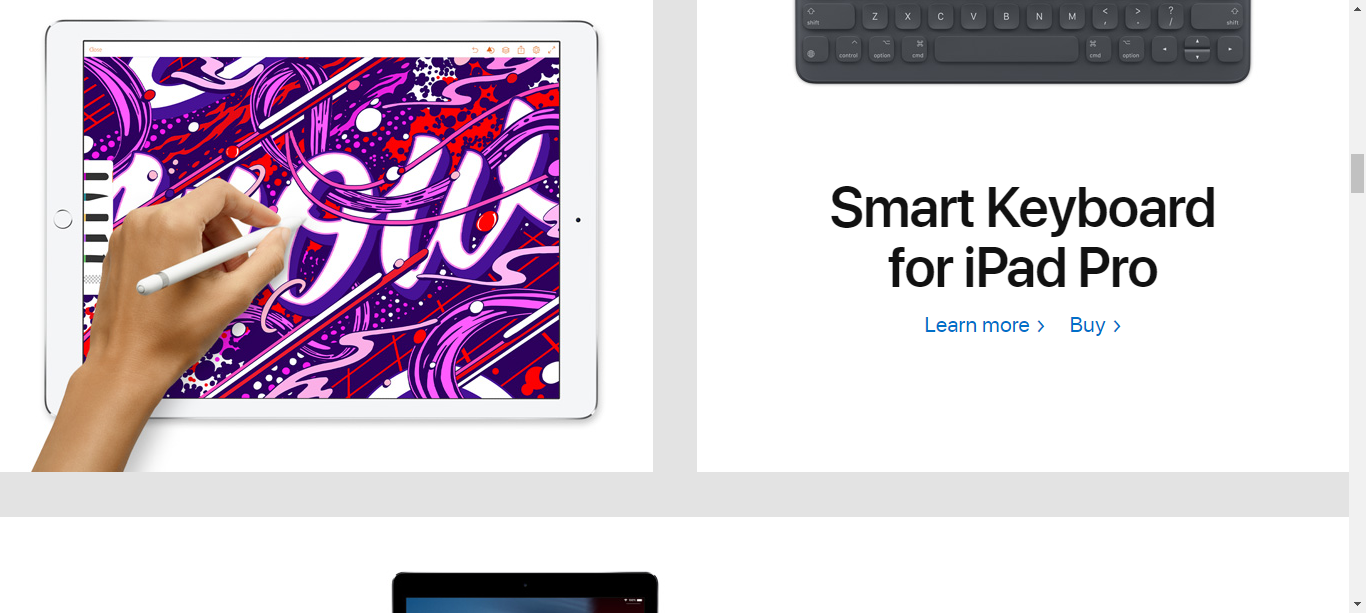 Close
shift
Z X C V B N M < , > . ? / shift
control option cmd cmd option
Smart Keyboard
for iPad Pro
Learn more > Buy >